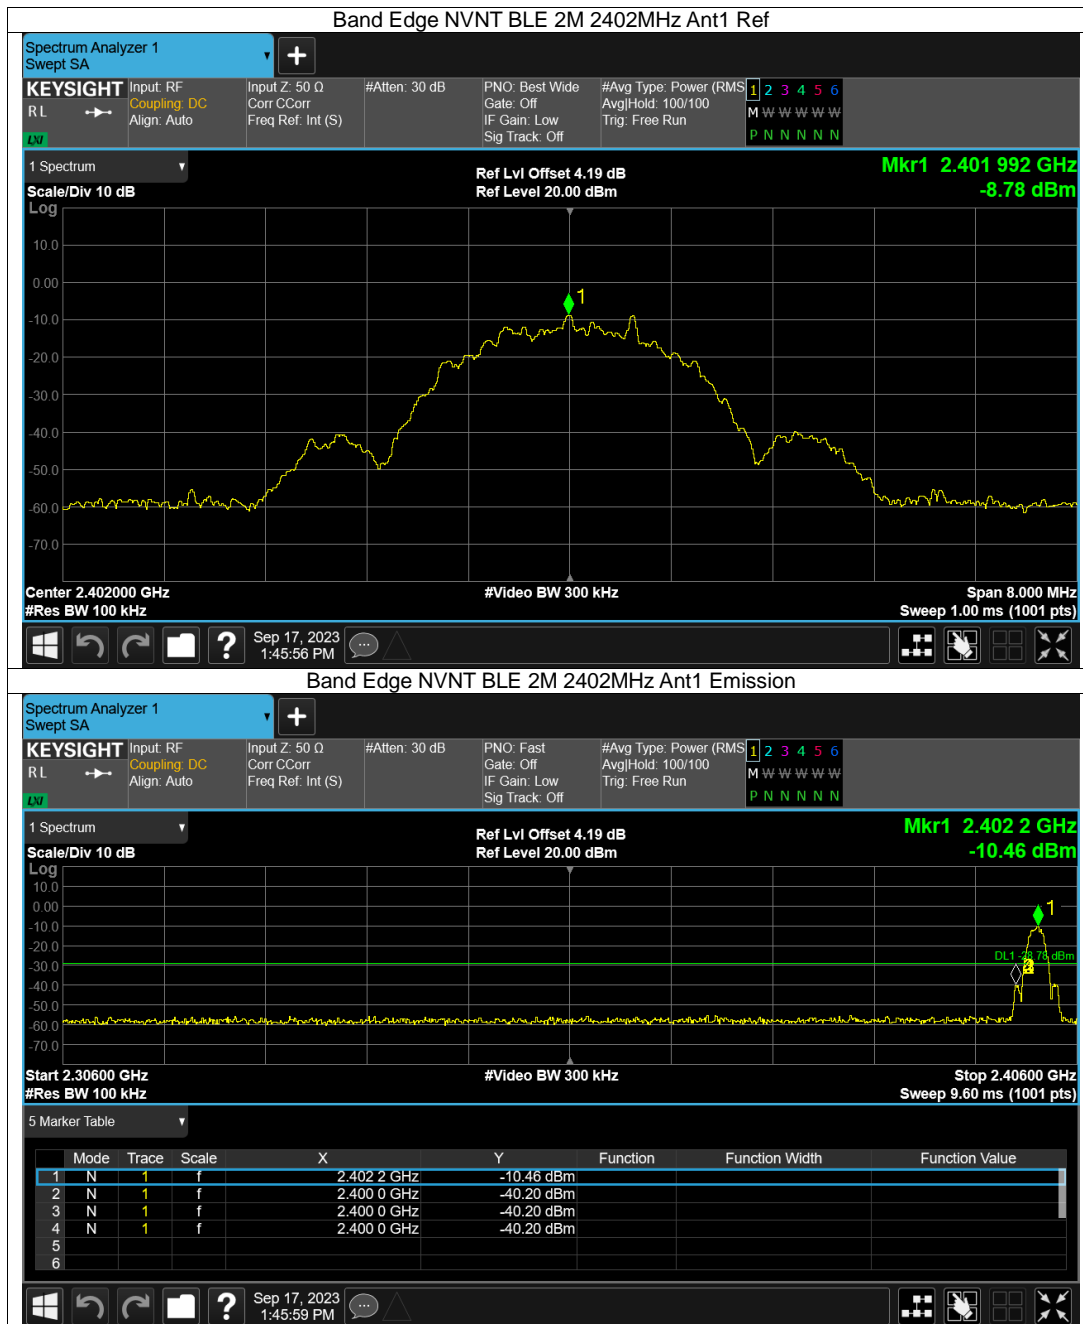 Band Edge NVNT BLE 2M 2402MHz Ant1 Ref
Spectrum Analyzer 1
Swept SA
KEYSIGHT
RL
LXI
Input: RF
Coupling: DC
Align: Auto
Input Z: 50 Ω
Corr CCorr
Freq Ref: Int (S)
#Atten: 30 dB
PNO: Best Wide
Gate: Off
IF Gain: Low
Sig Track: Off
#Avg Type: Power (RMS
Avg|Hold: 100/100
Trig: Free Run
1 2 3 4 5 6
M W W W W W
P N N N N N
1 Spectrum
Scale/Div 10 dB
Log
Ref Lvl Offset 4.19 dB
Ref Level 20.00 dBm
Mkr1 2.401 992 GHz
-8.78 dBm
10.0
0.00
-10.0
-20.0
-30.0
-40.0
-50.0
-60.0
-70.0
1
Center 2.402000 GHz
#Res BW 100 kHz
#Video BW 300 kHz
Span 8.000 MHz
Sweep 1.00 ms (1001 pts)
?
Sep 17, 2023
1:45:56 PM
Band Edge NVNT BLE 2M 2402MHz Ant1 Emission
Spectrum Analyzer 1
Swept SA
KEYSIGHT
RL
LXI
Input: RF
Coupling: DC
Align: Auto
Input Z: 50 Ω
Corr CCorr
Freq Ref: Int (S)
#Atten: 30 dB
PNO: Fast
Gate: Off
IF Gain: Low
Sig Track: Off
#Avg Type: Power (RMS
Avg|Hold: 100/100
Trig: Free Run
1 2 3 4 5 6
M W W W W W
P N N N N N
1 Spectrum
Scale/Div 10 dB
Log
Ref Lvl Offset 4.19 dB
Ref Level 20.00 dBm
Mkr1 2.402 2 GHz
-10.46 dBm
10.0
0.00
-10.0
-20.0
-30.0
-40.0
-50.0
-60.0
-70.0
1
DL1 -28.78 dBm
Start 2.30600 GHz
#Res BW 100 kHz
#Video BW 300 kHz
Stop 2.40600 GHz
Sweep 9.60 ms (1001 pts)
5 Marker Table
Mode Trace Scale X Y Function Function Width Function Value
1 N 1 f 2.402 2 GHz -10.46 dBm
2 N 1 f 2.400 0 GHz -40.20 dBm
3 N 1 f 2.400 0 GHz -40.20 dBm
4 N 1 f 2.400 0 GHz -40.20 dBm
5
6
?
Sep 17, 2023
1:45:59 PM